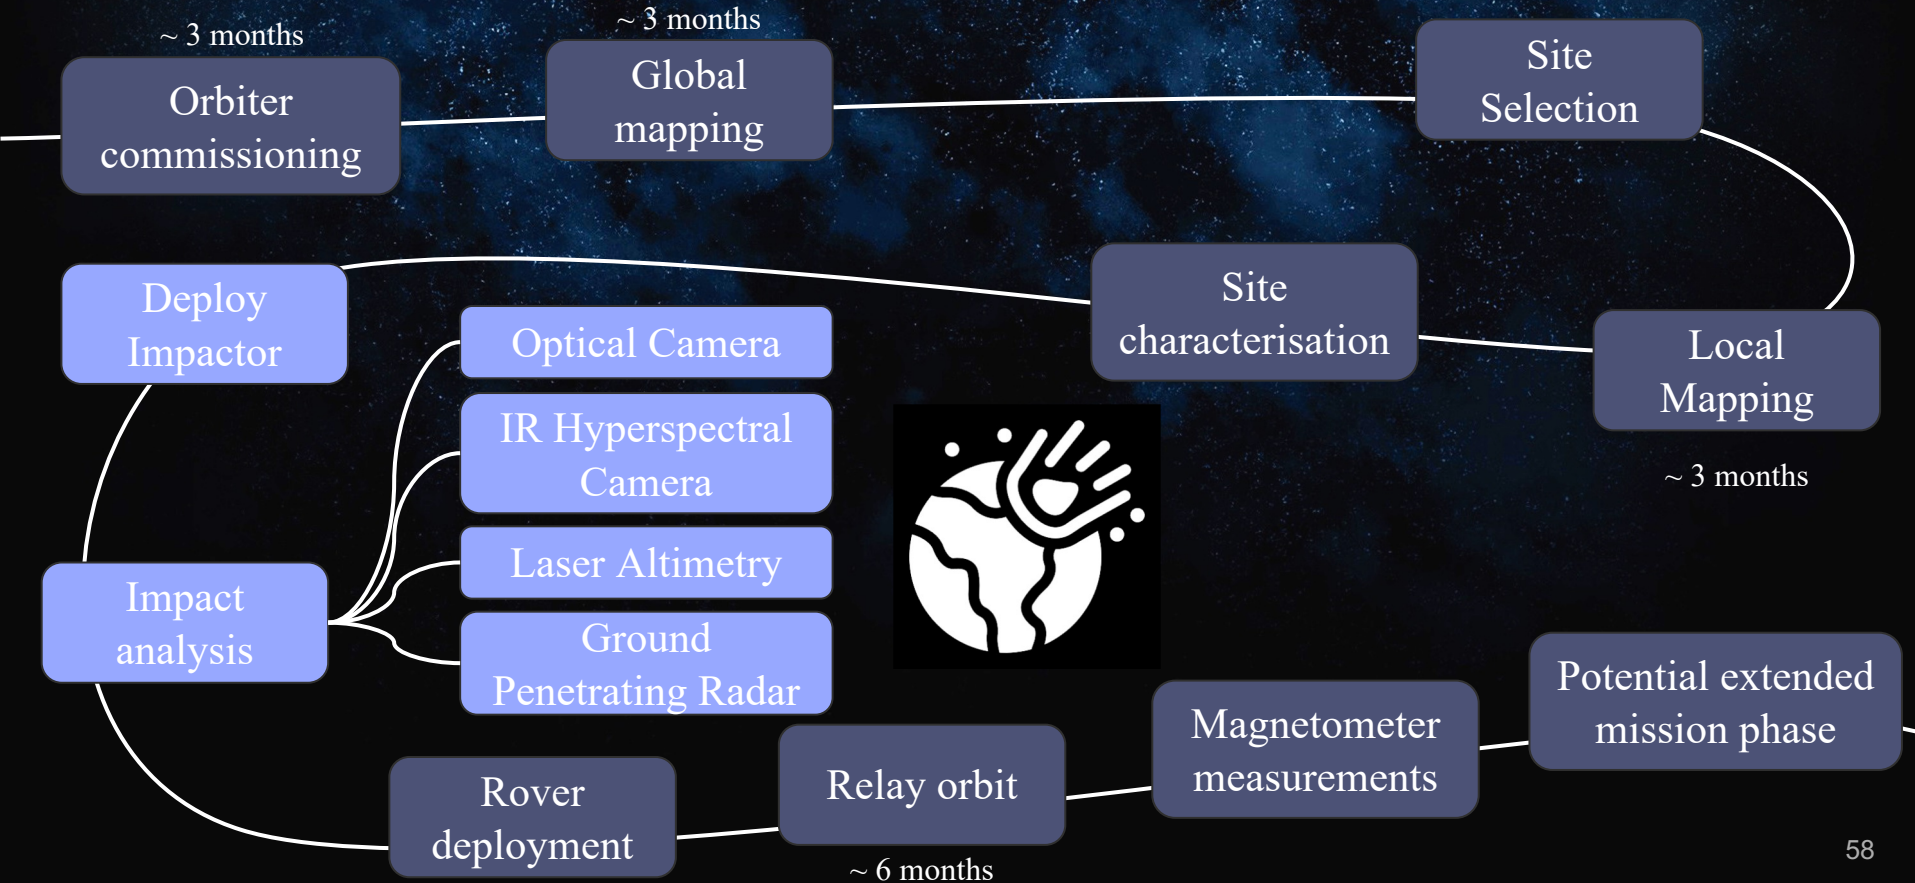 ~ 3 months
Orbiter
commissioning
~ 3 months
Global
mapping
Site
Selection
Local
Mapping
~ 3 months
Site
characterisation
Deploy
Impactor
Impact
analysis
Optical Camera
IR Hyperspectral
Camera
Laser Altimetry
Ground
Penetrating Radar
Rover
deployment
Relay orbit
~ 6 months
Magnetometer
measurements
Potential extended
mission phase
58